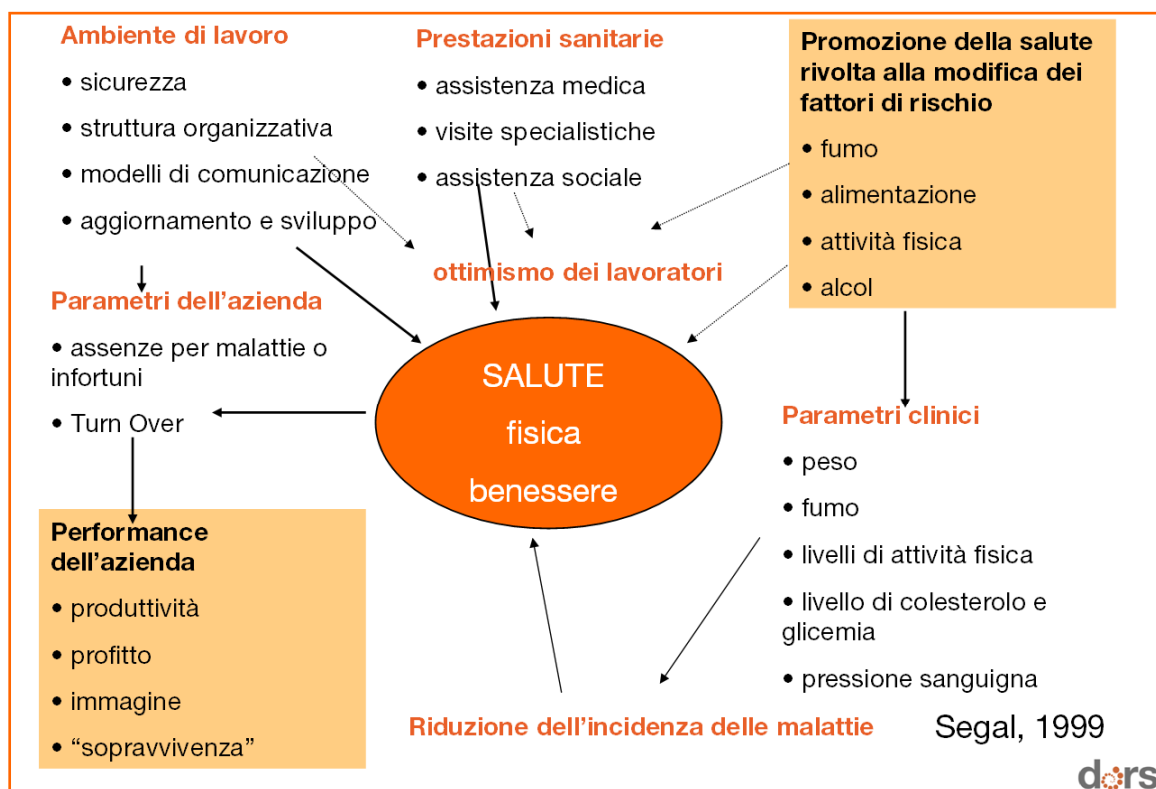 Ambiente di lavoro
• sicurezza
• struttura organizzativa
• modelli di comunicazione
• aggiornamento e sviluppo
Prestazioni sanitarie
• assistenza medica
• visite specialistiche
• assistenza sociale
Promozione della salute
rivolta alla modifica dei
fattori di rischio
• fumo
• alimentazione
• attività fisica
• alcol
ottimismo dei lavoratori
Parametri dell'azienda
• assenze per malattie o
infortuni
• Turn Over
SALUTE
fisica
benessere
Parametri clinici
• peso
• fumo
• livelli di attività fisica
• livello di colesterolo e
glicemia
• pressione sanguigna
Performance
dell'azienda
• produttività
• profitto
• immagine
• “sopravvivenza”
Riduzione dell'incidenza delle malattie
Segal, 1999
dors